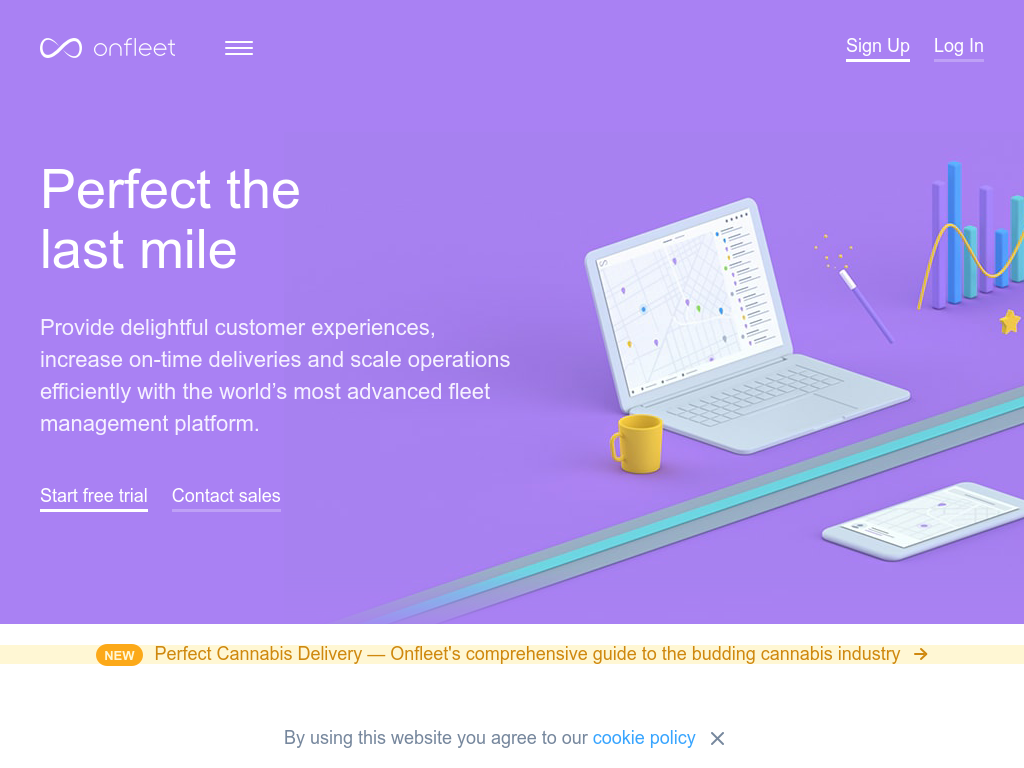 onfleet
Sign Up Log In
Perfect the
last mile
Provide delightful customer experiences,
increase on-time deliveries and scale operations
efficiently with the world’s most advanced fleet
management platform.
Start free trial Contact sales
NEW Perfect Cannabis Delivery — Onfleet's comprehensive guide to the budding cannabis industry
By using this website you agree to our cookie policy